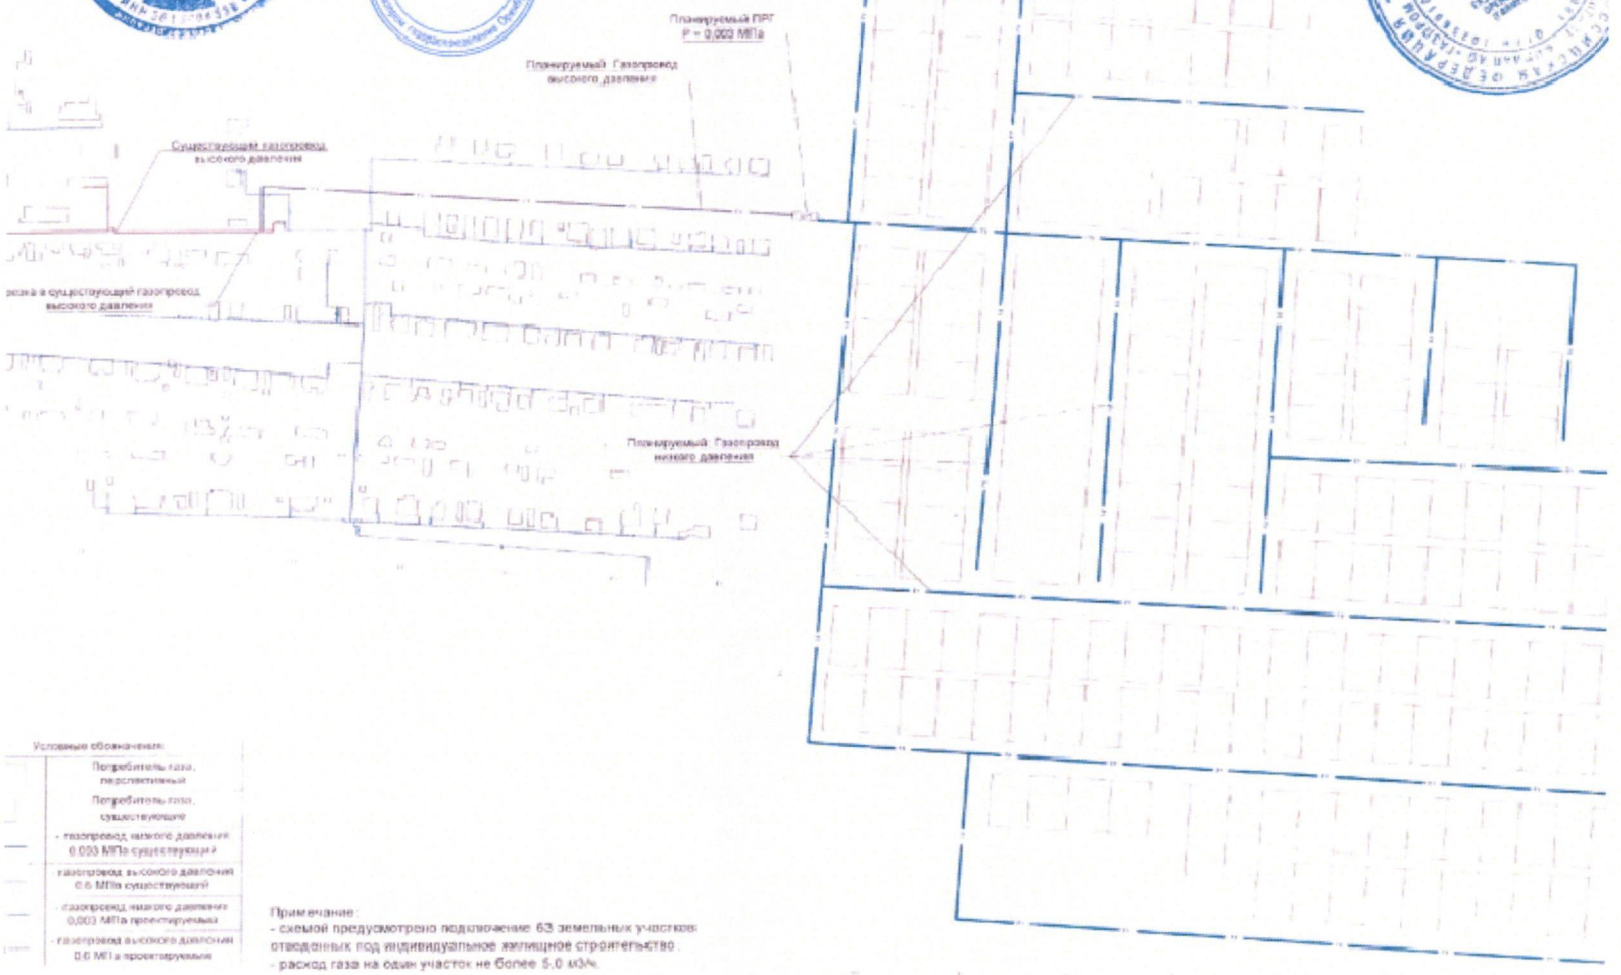 Планируемый ПРГ
Р = 0,003 МПа
Планируемый Газопровод
высокого давления
Существующий газопровод
высокого давления
резка в существующий газопровод
высокого давления
Планируемый Газопровод
низкого давления
Условные обозначения:
Потребитель газа,
перспективный
Потребитель газа,
существующие
- газопровод низкого давления
0,003 МПа существующий
- газопровод высокого давления
0,6 МПа существующий
- газопровод низкого давления
0,003 МПа проектируемый
- газопровод высокого давления
0,6 МПа проектируемый
Примечание:
- схемой предусмотрено подключение 63 земельных участков
отведенных под индивидуальное жилищное строительство.
- расход газа на один участок не более 5,0 м3/ч.